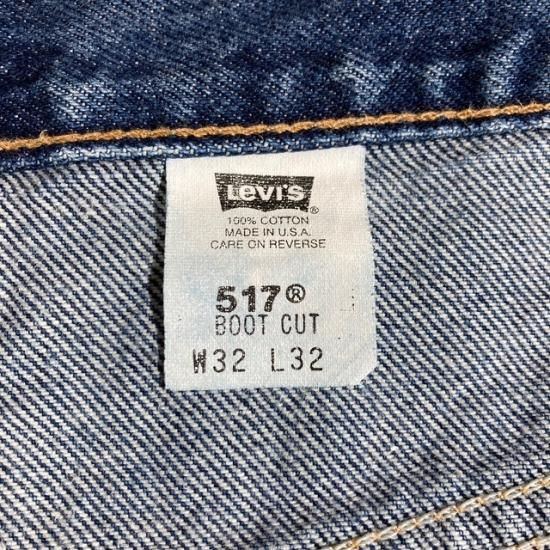 Levi's ®
100% COTTON
MADE IN U.S.A.
CARE ON REVERSE
517®
BOOT CUT
W32 L32